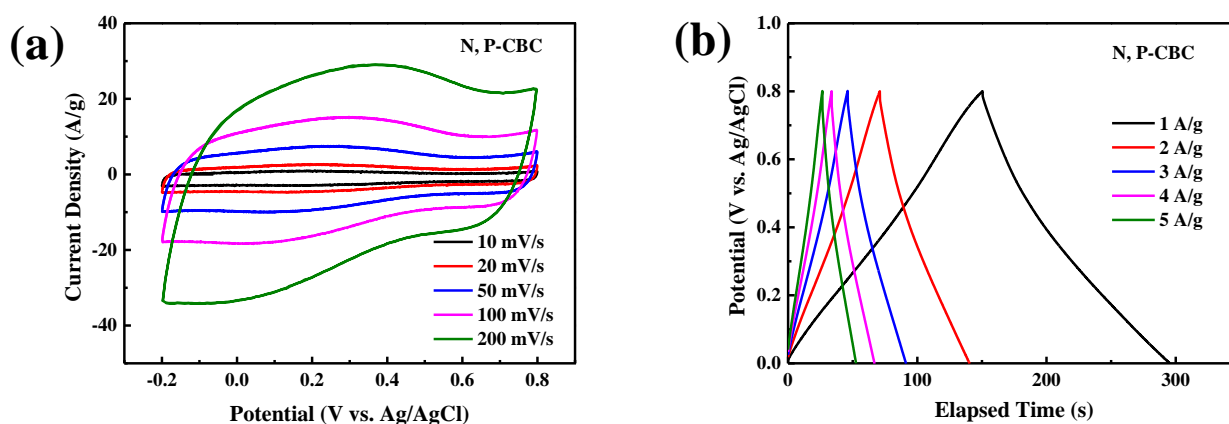 (a)
N, P-CBC
Current Density (A/g)
40
20
0
-20
-40
10 mV/s
20 mV/s
50 mV/s
100 mV/s
200 mV/s
-0.2 0.0 0.2 0.4 0.6 0.8
Potential (V vs. Ag/AgCl)
(b)
N, P-CBC
Potential (V vs. Ag/AgCl)
1.0
0.8
0.6
0.4
0.2
0.0
1 A/g
2 A/g
3 A/g
4 A/g
5 A/g
0 100 200 300
Elapsed Time (s)